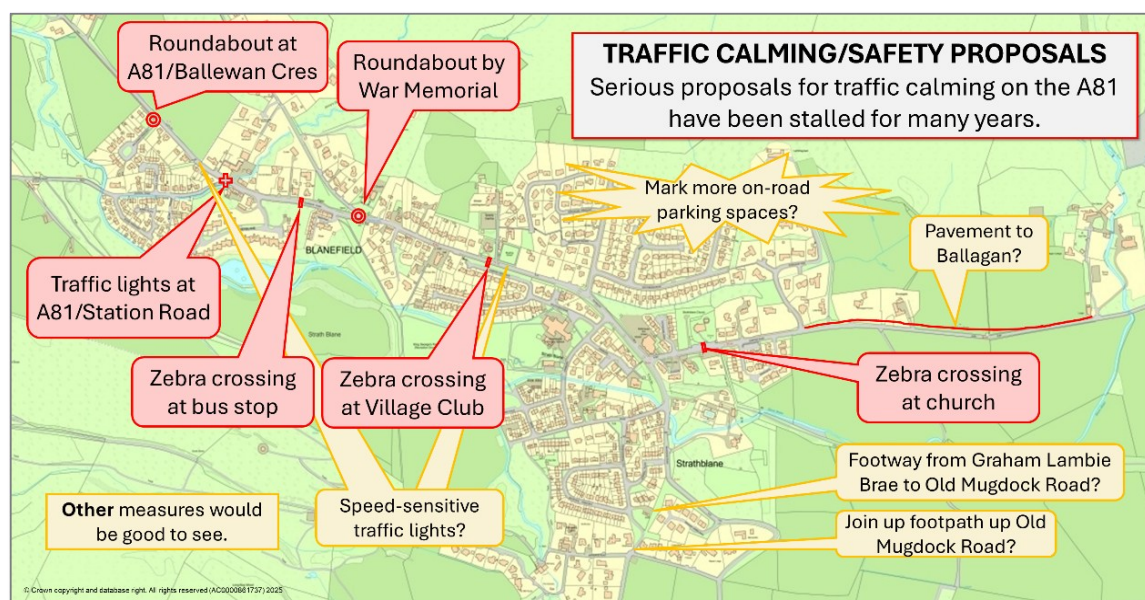 TRAFFIC CALMING/SAFETY PROPOSALS
Serious proposals for traffic calming on the A81
have been stalled for many years.
Roundabout at
A81/Ballewan Cres
Roundabout by
War Memorial
Mark more on-road
parking spaces?
Pavement to
Ballagan?
BLANEFIELD
Traffic lights at
A81/Station Road
Strath Blane
Zebra crossing
at bus stop
Zebra crossing
at Village Club
Zebra crossing
at church
Strathblane
Footway from Graham Lambie
Brae to Old Mugdock Road?
Speed-sensitive
traffic lights?
Other measures would
be good to see.
Join up footpath up Old
Mugdock Road?
© Crown copyright and database right. All rights reserved (AC0000861737) 2025